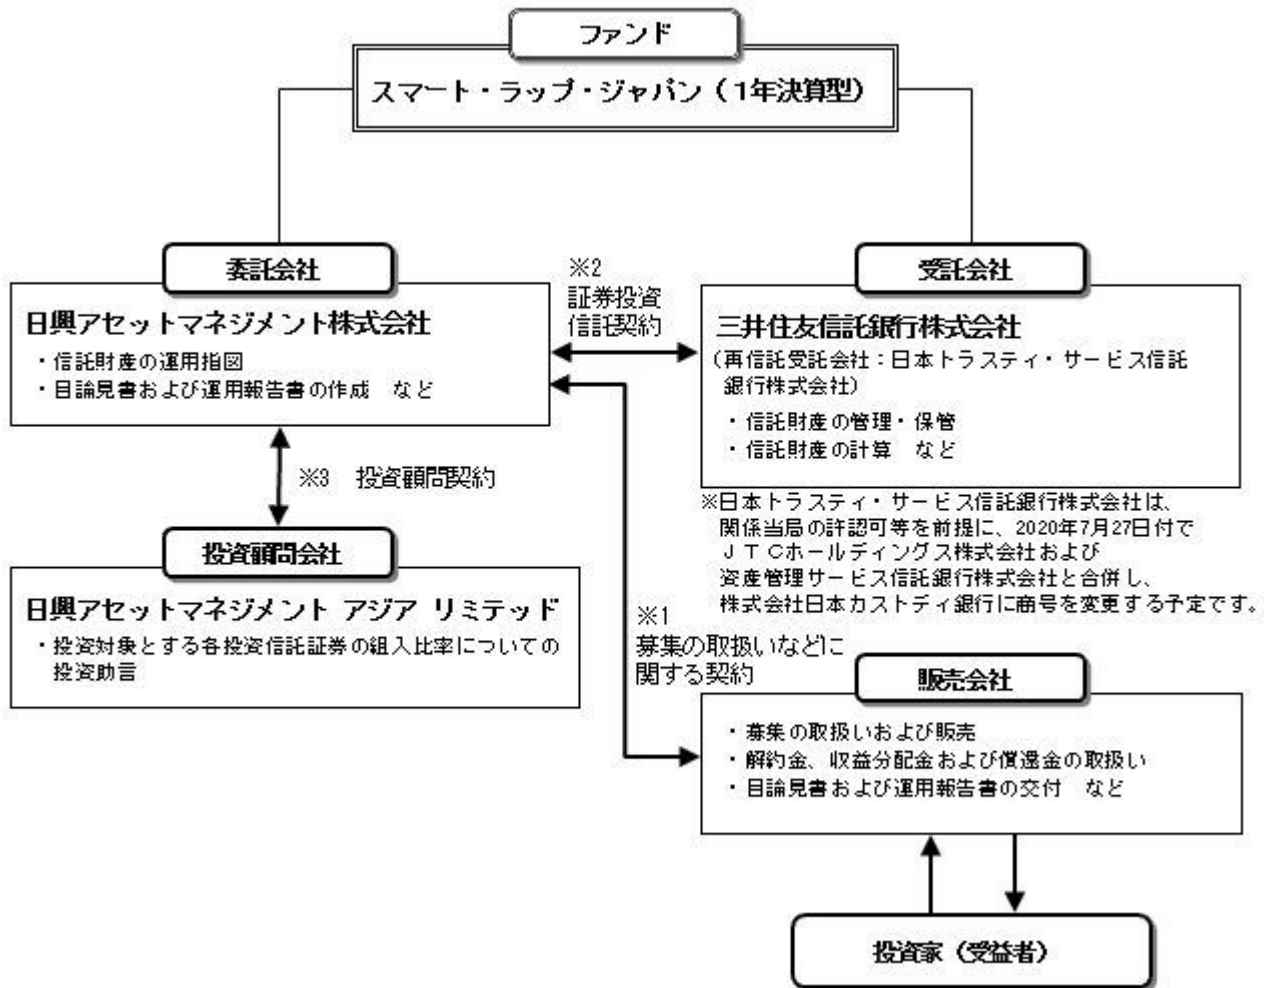 ファンド
スマート・ラップ・ジャパン（１年決算型）
委託会社
日興アセットマネジメント株式会社
・信託財産の運用指図
・目論見書および運用報告書の作成　など
※2
証券投資
信託契約
受託会社
三井住友信託銀行株式会社
（再信託受託会社：日本トラスティ・サービス信託
銀行株式会社）
・信託財産の管理・保管
・信託財産の計算　など
※日本トラスティ・サービス信託銀行株式会社は、
関係当局の許認可等を前提に、2020年7月27日付で
ＪＴＣホールディングス株式会社および
資産管理サービス信託銀行株式会社と合併し、
株式会社日本カストディ銀行に商号を変更する予定です。
※3　投資顧問契約
投資顧問会社
日興アセットマネジメント アジア リミテッド
・投資対象とする各投資信託証券の組入比率についての
投資助言
※1
募集の取扱いなどに
関する契約
販売会社
・募集の取扱いおよび販売
・解約金、収益分配金および償還金の取扱い
・目論見書および運用報告書の交付　など
投資家（受益者）